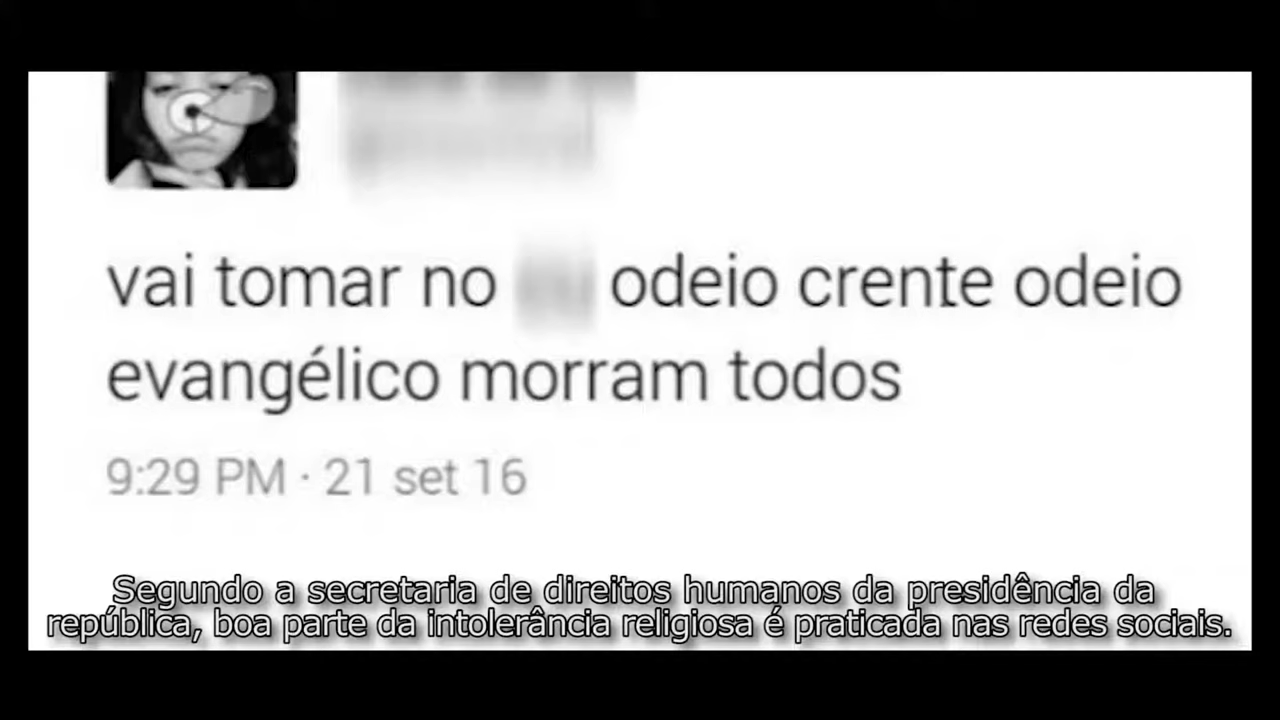 vai tomar no odeio crente odeio
evangélico morram todos
9:29 PM · 21 set 16
Segundo a secretaria de direitos humanos da presidência da
república, boa parte da intolerância religiosa é praticada nas redes sociais.